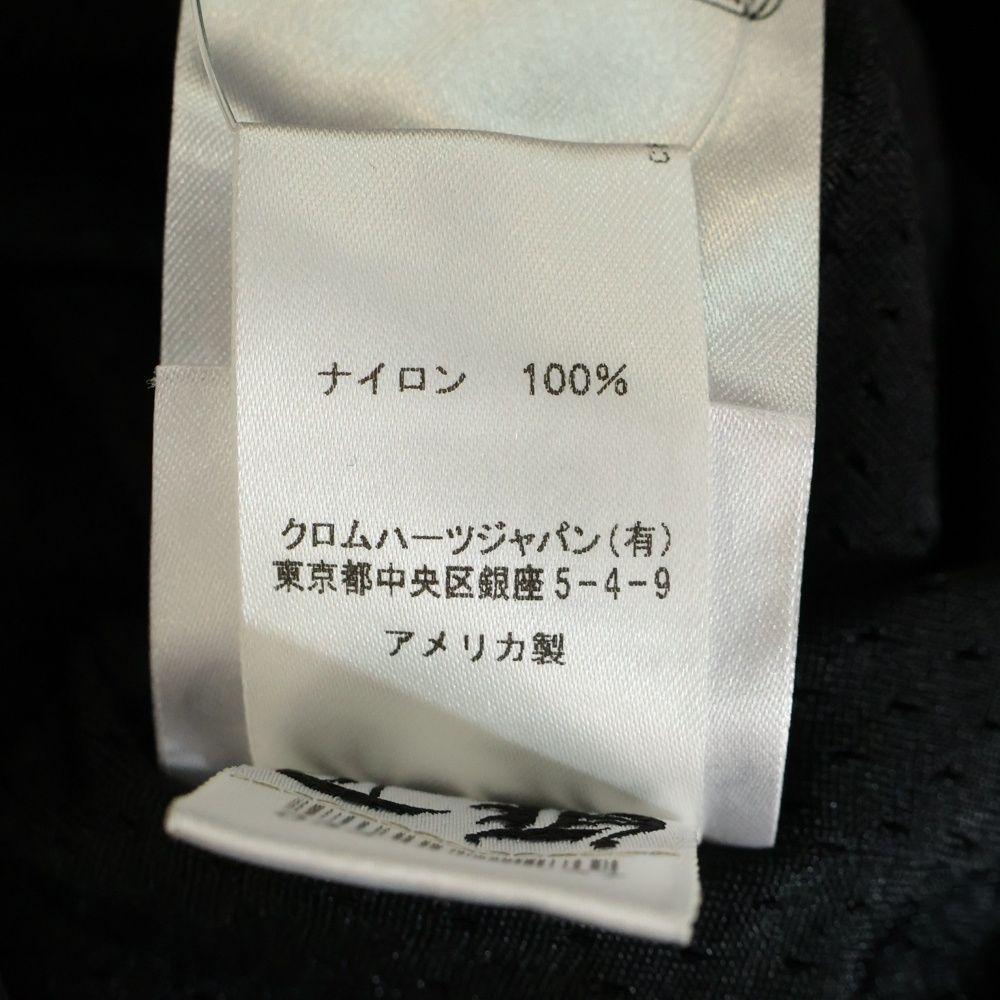 ナイロン 100%
クロムハーツジャパン(有)
東京都中央区銀座5-4-9
アメリカ製